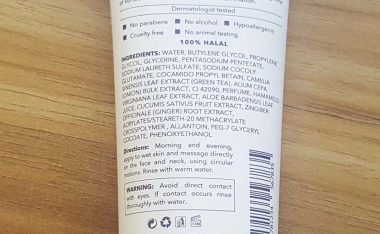 Dermatologist tested
No parabens
No alcohol
Hypoallergenic
Cruelty free
No animal testing
100% HALAL
INGREDIENTS: WATER, BUTYLENE GLYCOL, PROPYLENE
GLYCOL, GLYCERINE, PENTASODIUM PENTETATE,
SODIUM LAURETH SULFATE, SODIUM COCOLY
GLUTAMATE, COCAMIDO PROPYL BETAIN, CAMELIA
SINENSIS LEAF EXTRACT (GREEN TEA), ALIUM CEPA
ONION BULK EXTRACT, CI 42090, PERFUME, HAMAMELIS
VIRGINIANA LEAF EXTRACT, ALOE BARBADENSIS LEAF
JUICE, CUCUMIS SATIVUS FRUIT EXTRACT, ZINGIBER
OFFICINALE (GINGER) ROOT EXTRACT,
ACRYLATES/STEARETH-20 METHACRYLATE
CROSSPOLYMER , ALLANTOIN, PEG-7 GLYCERYL
COCOATE, PHENOXYETHANOL
Directions: Morning and evening,
apply to wet skin and massage directly
on the face and neck, using circular
motions. Rinse with warm water.
WARNING: Avoid direct contact
with eyes. If contact occurs rinse
thoroughly with water.